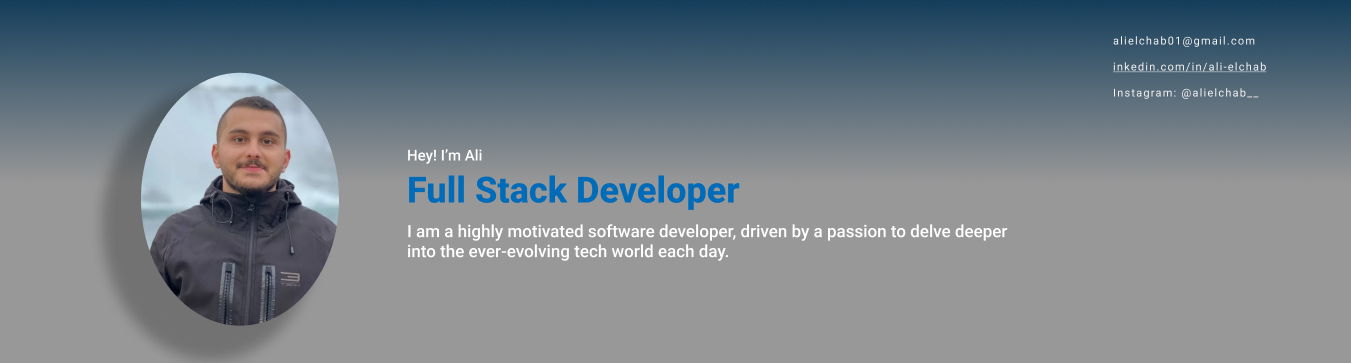 alielchab01@gmail.com
inkedin.com/in/ali-elchab
Instagram: @alielchab__
Hey! I'm Ali
Full Stack Developer
I am a highly motivated software developer, driven by a passion to delve deeper
into the ever-evolving tech world each day.